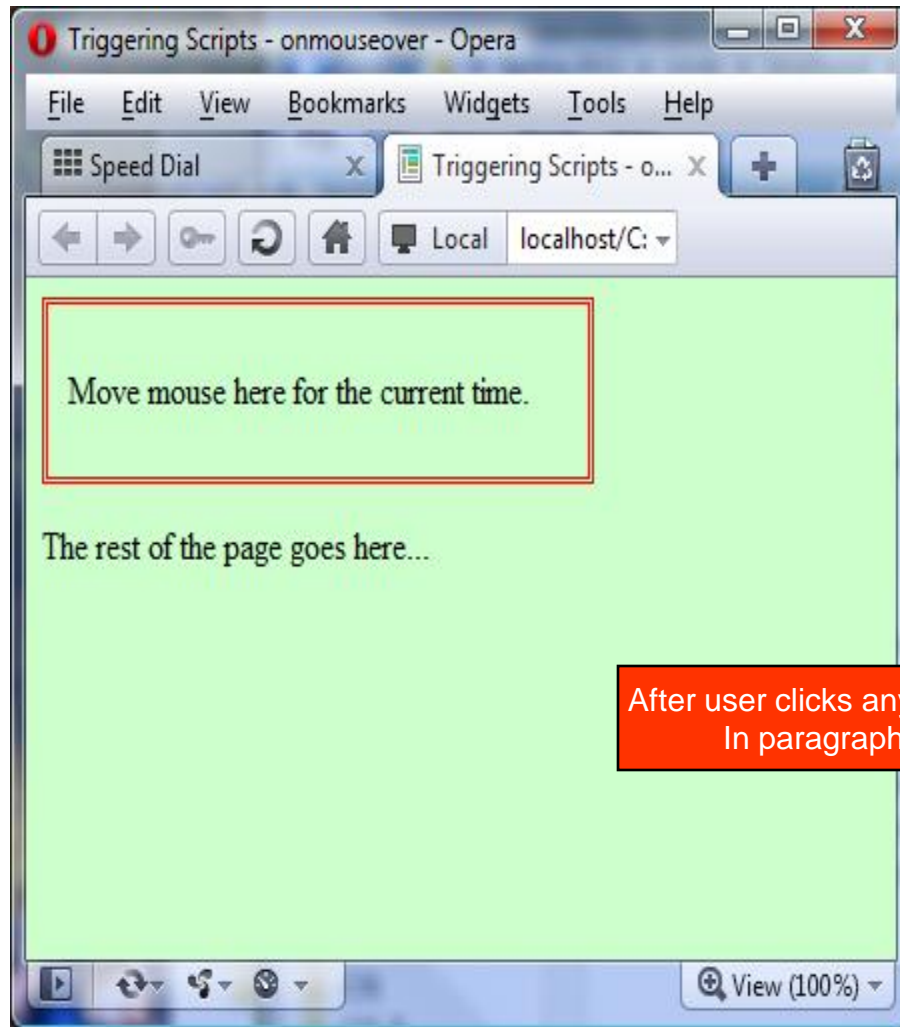 Triggering Scripts - onmouseover - Opera
File Edit View Bookmarks Widgets Tools Help
Speed Dial Triggering Scripts - o...
Local localhost/C:
Move mouse here for the current time.
The rest of the page goes here...
After user clicks any
In paragraph
View (100%)